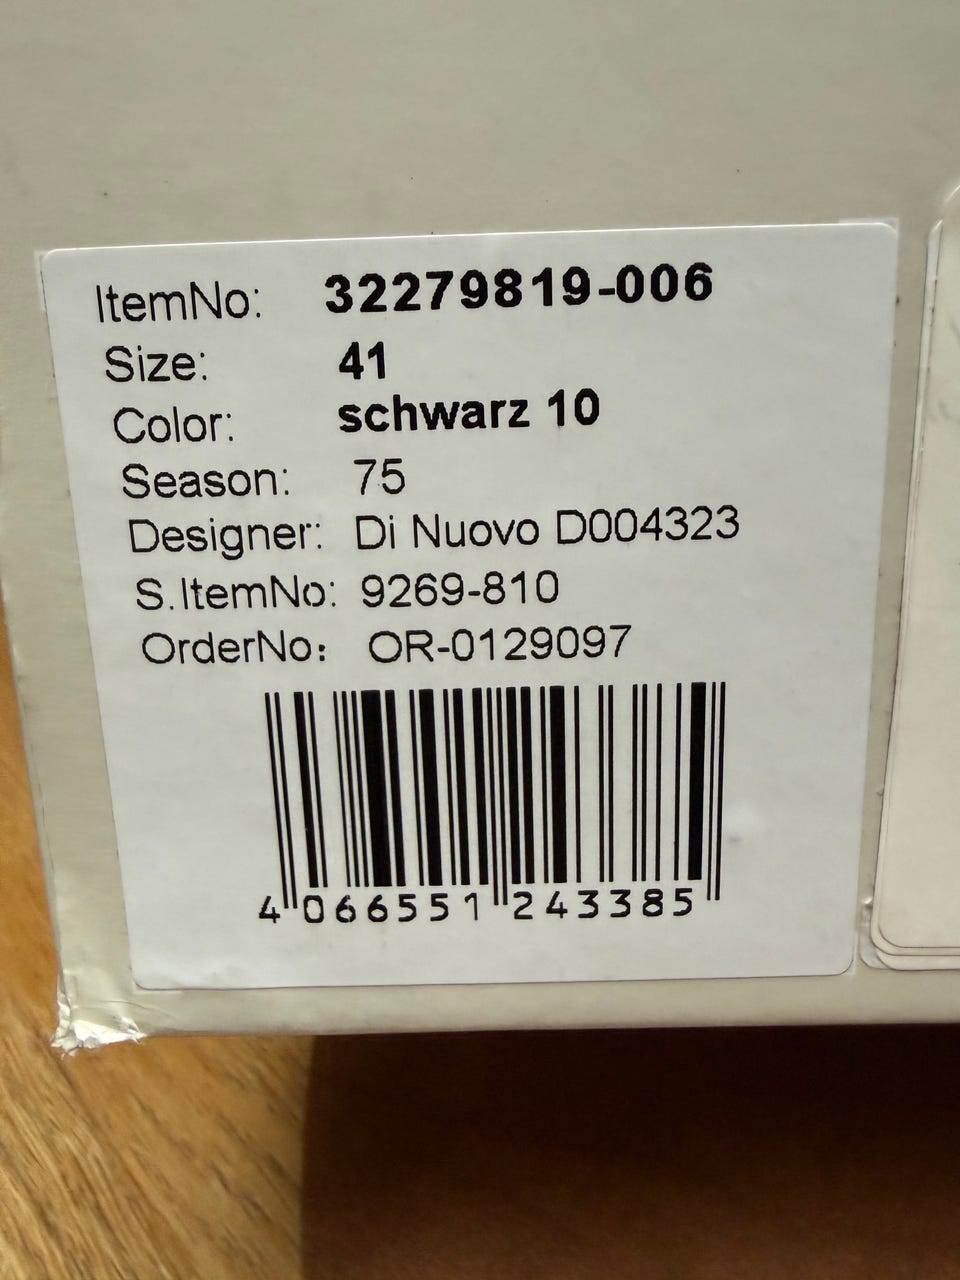 ItemNo: 32279819-006
Size: 41
Color: schwarz 10
Season: 75
Designer: Di Nuovo D004323
S.ItemNo: 9269-810
OrderNo: OR-0129097
4 066551 243385